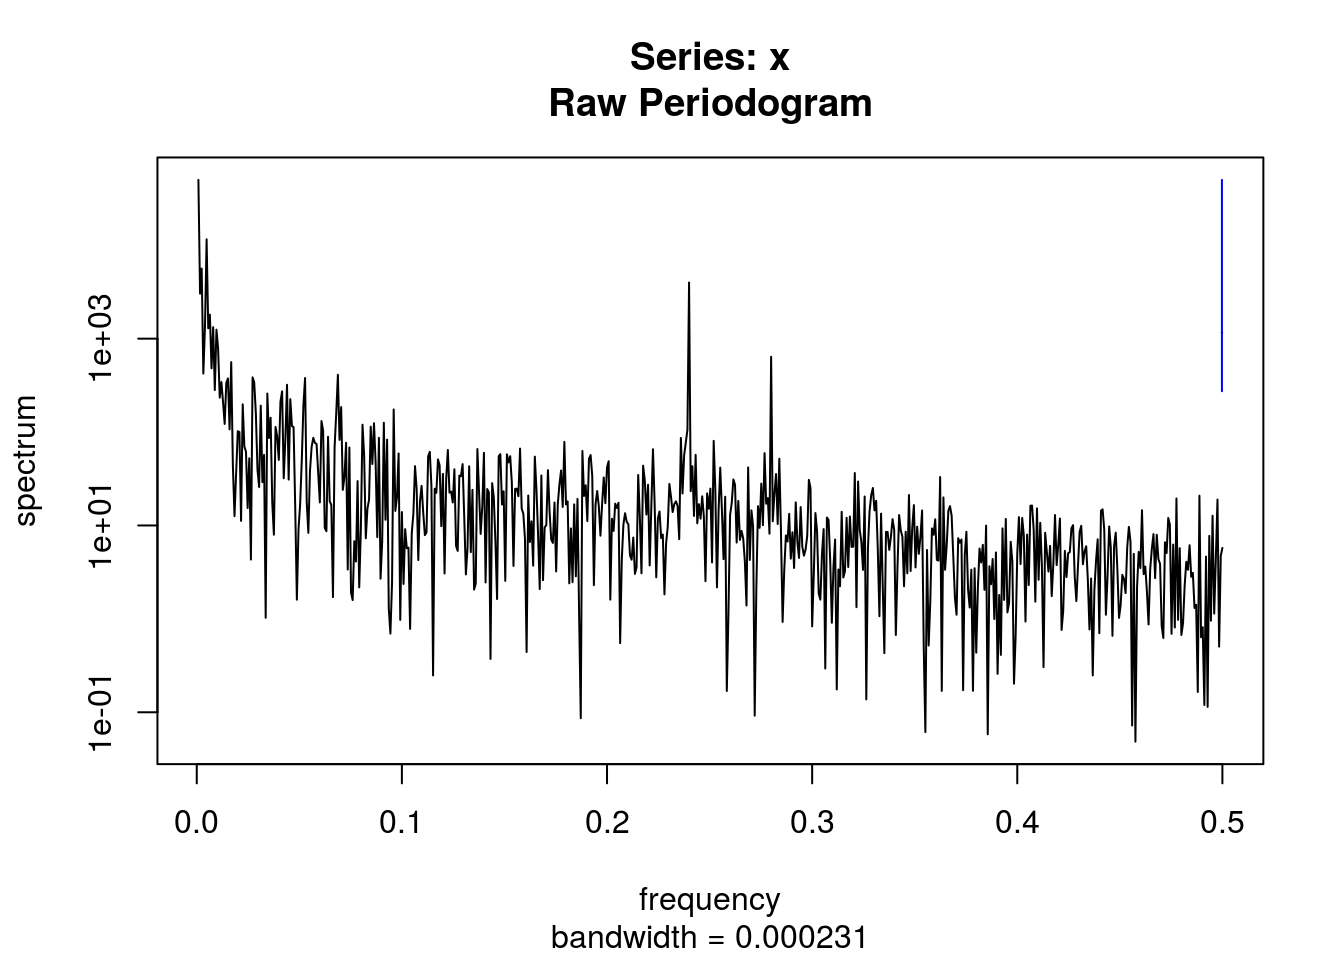 Series: x
Raw Periodogram
spectrum
1e+03
1e+01
1e-01
0.0 0.1 0.2 0.3 0.4 0.5
frequency
bandwidth = 0.000231